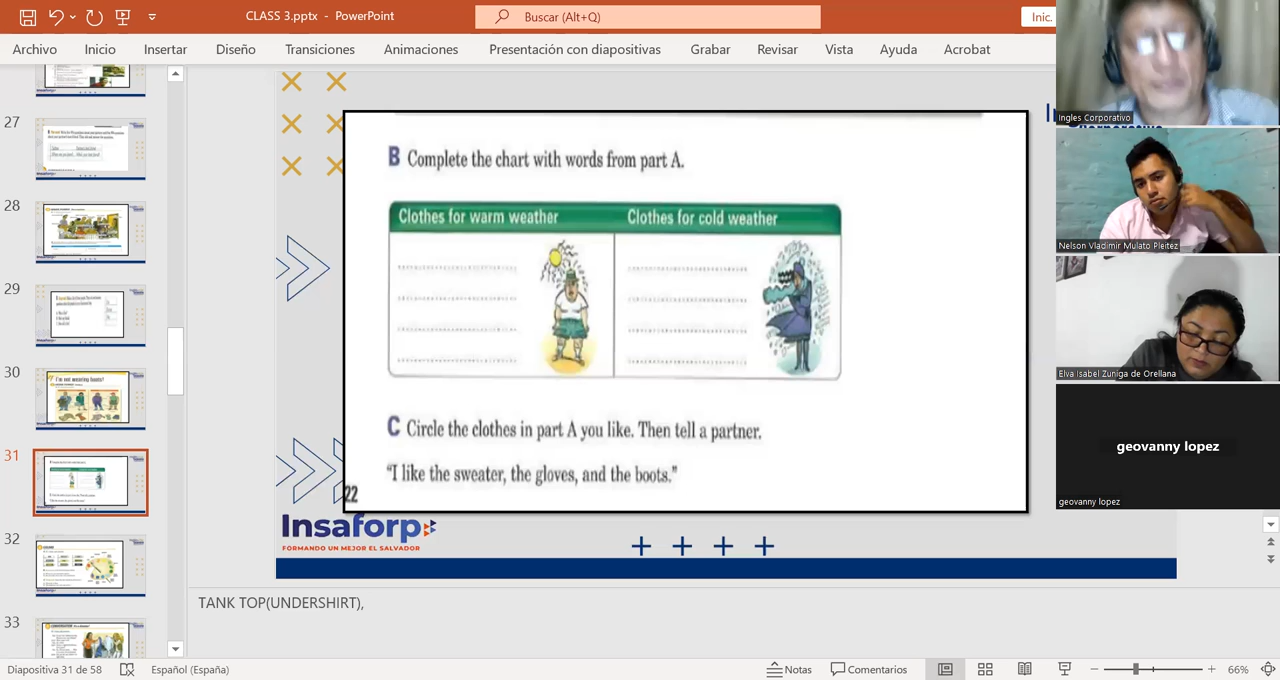 CLASS 3.pptx - PowerPoint
Buscar (Alt+Q)
Inic.
Archivo Inicio Insertar Diseño Transiciones Animaciones Presentación con diapositivas Grabar Revisar Vista Ayuda Acrobat
27
28
29
30
I'm not wearing boots!
31
32
33
B Complete the chart with words from part A.
Clothes for warm weather Clothes for cold weather
C Circle the clothes in part A you like. Then tell a partner.
"I like the sweater, the gloves, and the boots."
22
Insaforp
FORMANDO UN MEJOR EL SALVADOR
TANK TOP(UNDERSHIRT),
Ingles Corporativo
Nelson Vladimir Mulato Pleitez
Elva Isabel Zuniga de Orellana
geovanny lopez
geovanny lopez
Diapositiva 31 de 58 Español (España) Notas Comentarios 66%